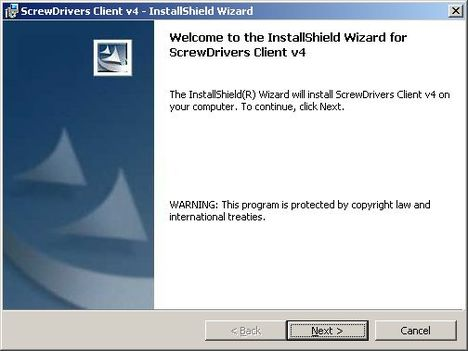 ScrewDrivers Client v4 - InstallShield Wizard
Welcome to the InstallShield Wizard for
ScrewDrivers Client v4
The InstallShield(R) Wizard will install ScrewDrivers Client v4 on
your computer. To continue, click Next.
WARNING: This program is protected by copyright law and
international treaties.
< Back
Next >
Cancel